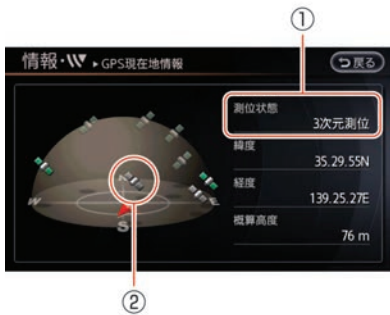 ①
情報・W ▸ GPS現在地情報
戻る
測位状態
3次元測位
緯度
35.29.55N
経度
139.25.27E
概算高度
76 m
W
E
S
②